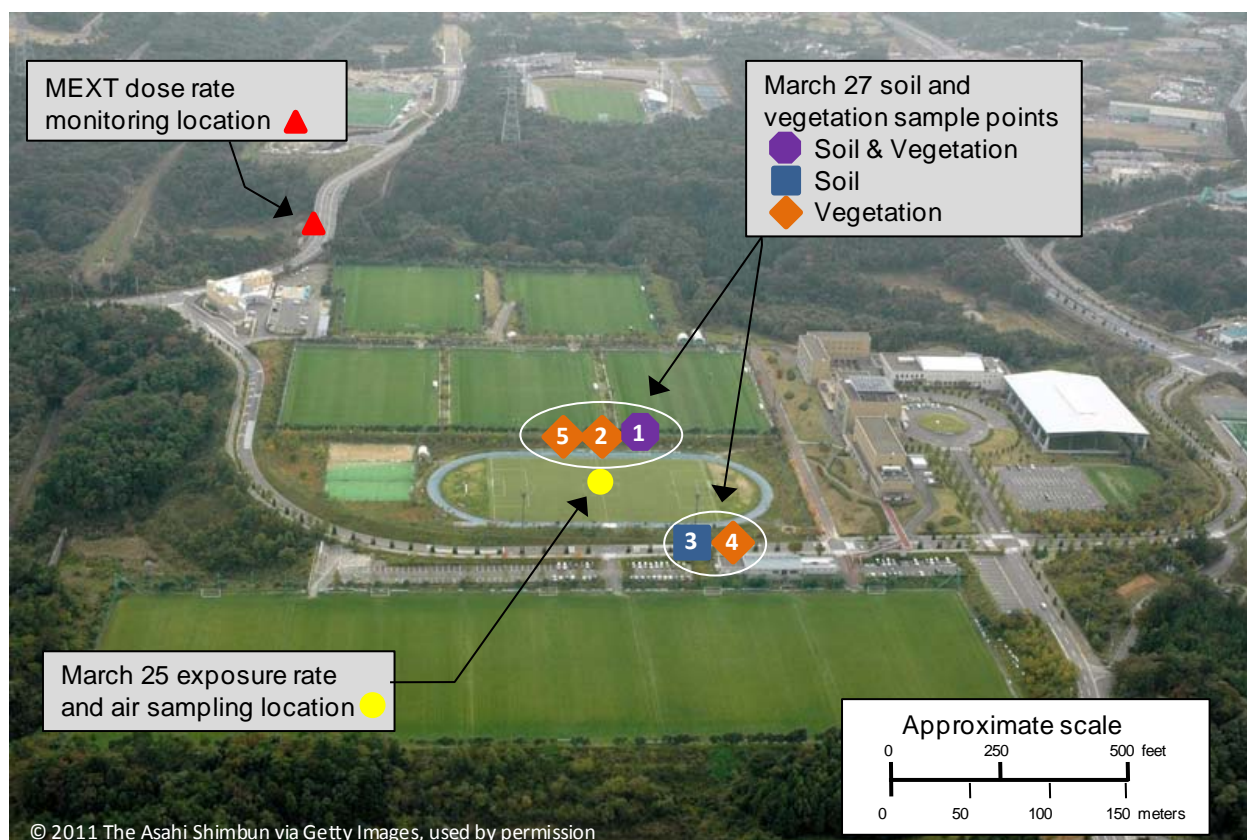 MEXT dose rate
monitoring location
March 27 soil and
vegetation sample points
Soil & Vegetation
Soil
Vegetation
5 2 1
3 4
March 25 exposure rate
and air sampling location
Approximate scale
0 250 500 feet
0 50 100 150 meters
© 2011 The Asahi Shimbun via Getty Images, used by permission